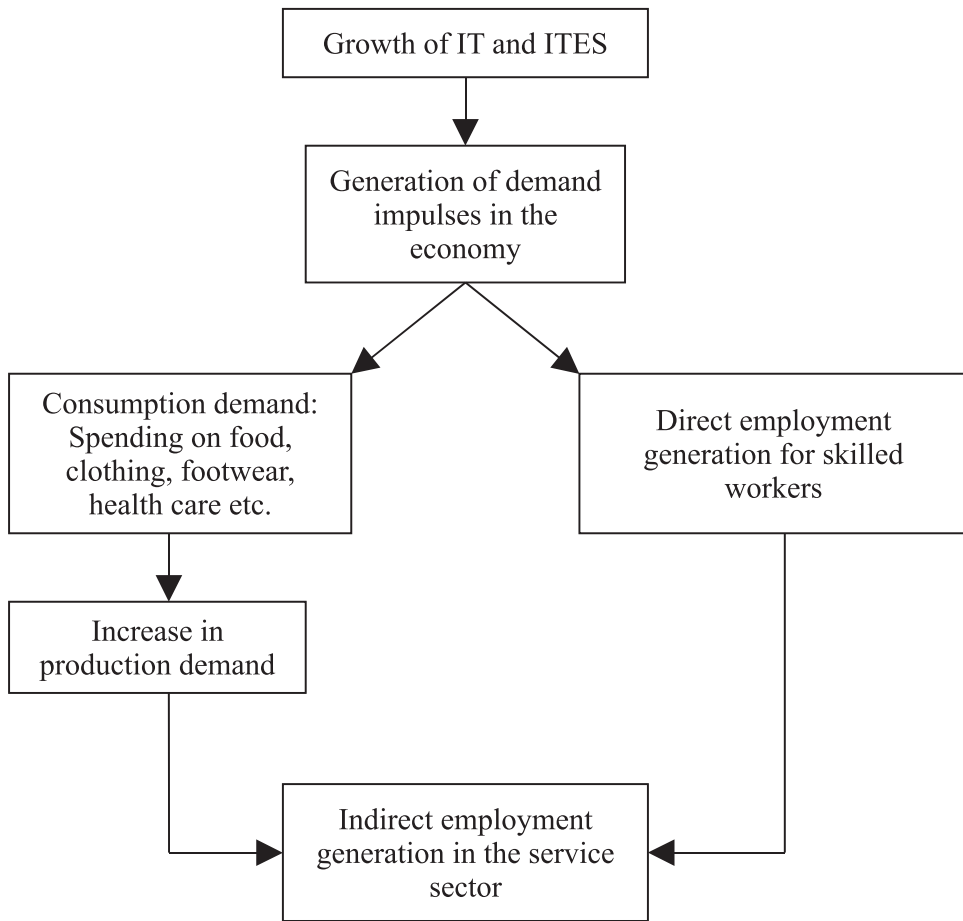 Growth of IT and ITES
Generation of demand
impulses in the
economy
Consumption demand:
Spending on food,
clothing, footwear,
health care etc.
Direct employment
generation for skilled
workers
Increase in
production demand
Indirect employment
generation in the service
sector